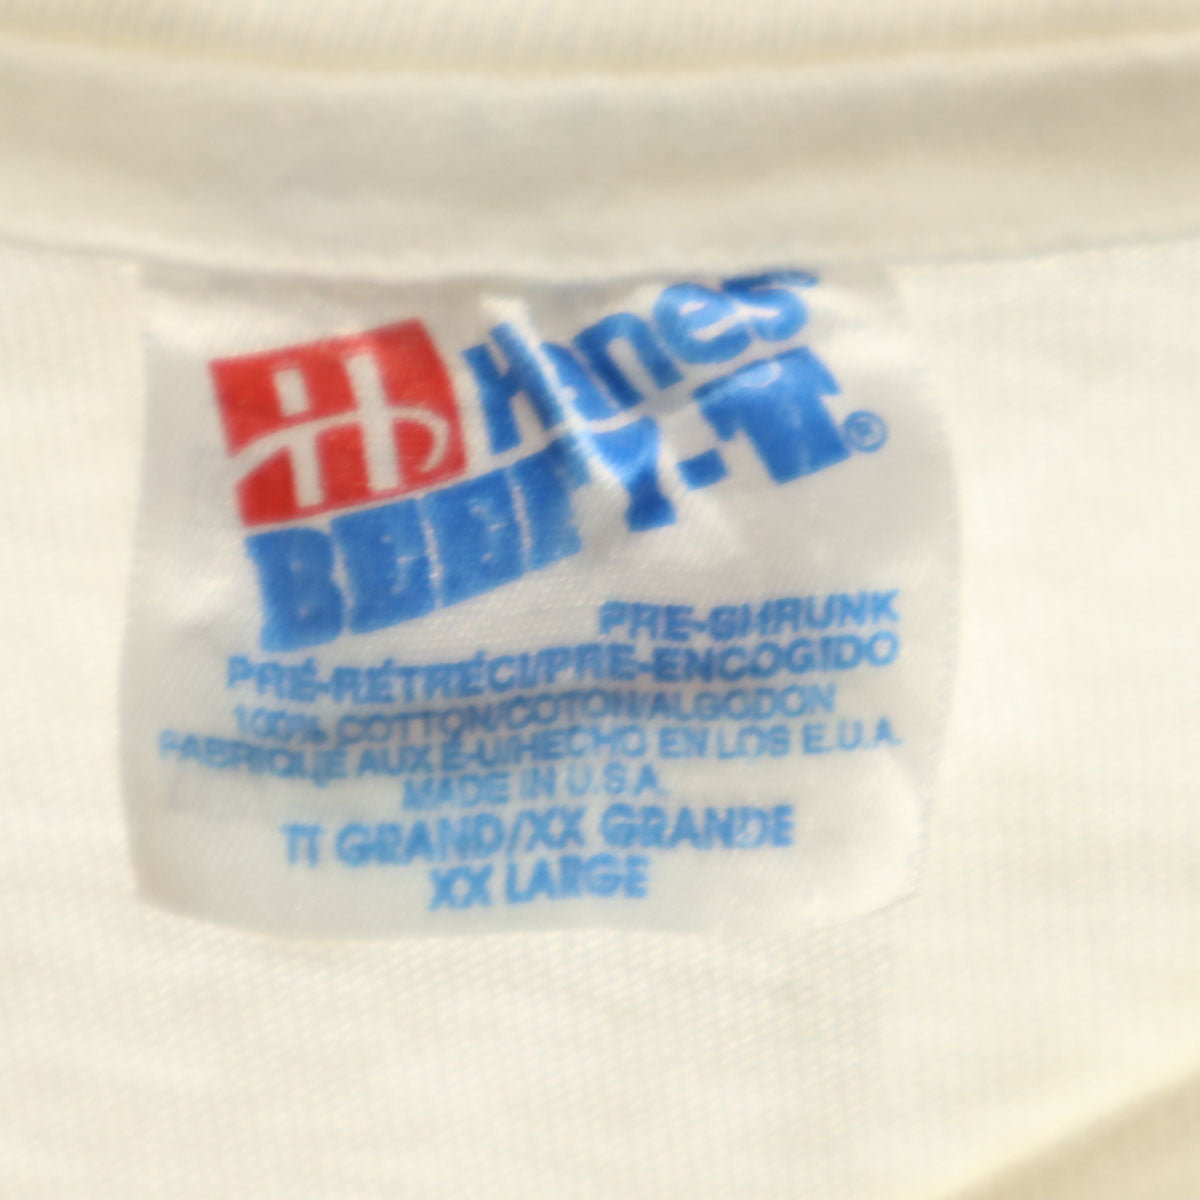 Hanes
BEEFY-T®
PRE-SHRUNK
PRÉ-RÉTRÉCI/PRE-ENCOGIDO
100% COTTON/COTON/ALGODON
FABRIQUÉ AUX É-U/HECHO EN LOS E.U.A.
MADE IN U.S.A.
TT GRAND/XX GRANDE
XX LARGE